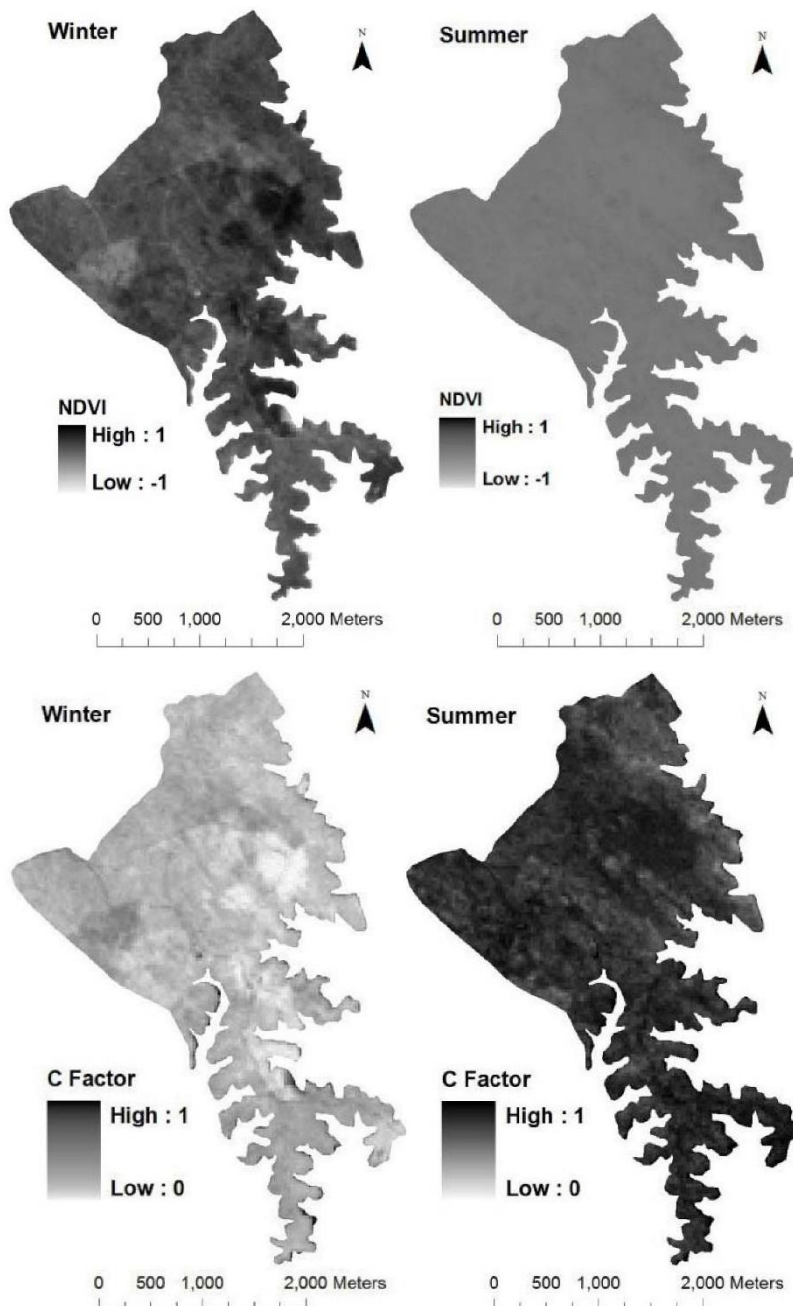 Winter
N
Summer
N
NDVI
High : 1
Low : -1
NDVI
High : 1
Low : -1
0 500 1,000 2,000 Meters
0 500 1,000 2,000 Meters
Winter
N
Summer
N
C Factor
High : 1
Low : 0
C Factor
High : 1
Low : 0
0 500 1,000 2,000 Meters
0 500 1,000 2,000 Meters